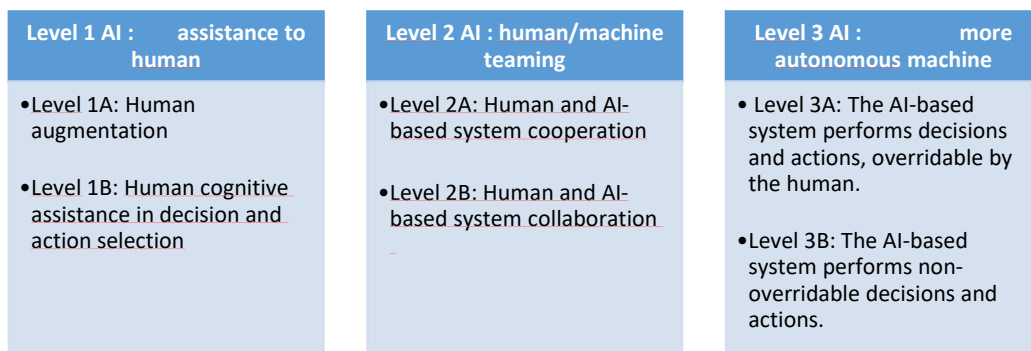 Level 1 AI : assistance to
human
•Level 1A: Human
augmentation
•Level 1B: Human cognitive
assistance in decision and
action selection
Level 2 AI : human/machine
teaming
•Level 2A: Human and AI-
based system cooperation
•Level 2B: Human and AI-
based system collaboration
Level 3 AI : more
autonomous machine
• Level 3A: The AI-based
system performs decisions
and actions, overridable by
the human.
•Level 3B: The AI-based
system performs non-
overridable decisions and
actions.